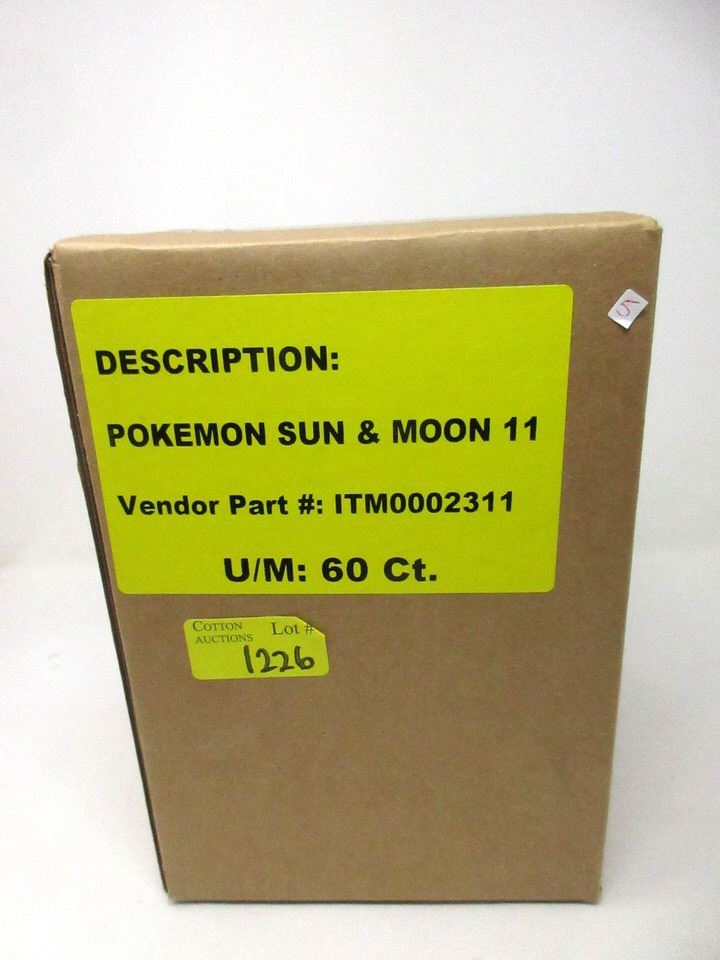 DESCRIPTION:
POKEMON SUN & MOON 11
Vendor Part #: ITM0002311
U/M: 60 Ct.
COTTON AUCTIONS Lot #
1226
5